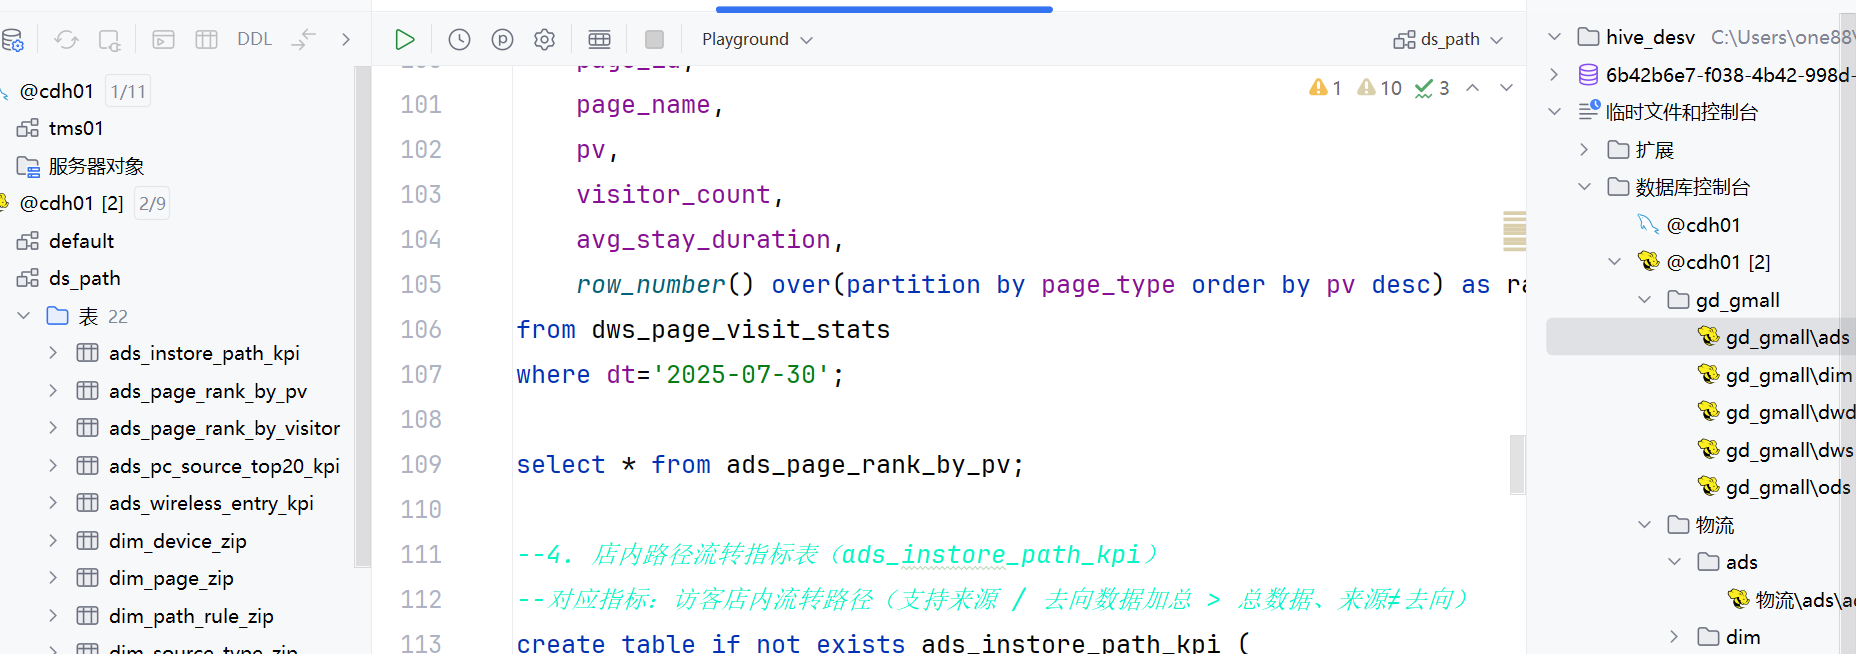 DDL
Playground
ds_path
@cdh01 1/11
tms01
服务器对象
@cdh01 [2] 2/9
default
ds_path
表 22
ads_instore_path_kpi
ads_page_rank_by_pv
ads_page_rank_by_visitor
ads_pc_source_top20_kpi
ads_wireless_entry_kpi
dim_device_zip
dim_page_zip
dim_path_rule_zip
dim_source_type_zip
1 10 3
page_id,
101 page_name,
102 pv,
103 visitor_count,
104 avg_stay_duration,
105 row_number() over(partition by page_type order by pv desc) as ra
106 from dws_page_visit_stats
107 where dt='2025-07-30';
108
109 select * from ads_page_rank_by_pv;
110
111 --4. 店内路径流转指标表（ads_instore_path_kpi）
112 --对应指标：访客店内流转路径（支持来源 / 去向数据加总 > 总数据、来源≠去向）
113 create table if not exists ads_instore_path_kpi (
hive_desv C:\Users\one88\
6b42b6e7-f038-4b42-998d-
临时文件和控制台
扩展
数据库控制台
@cdh01
@cdh01 [2]
gd_gmall
gd_gmall\ads
gd_gmall\dim
gd_gmall\dwd
gd_gmall\dws
gd_gmall\ods
物流
ads
物流\ads\ad
dim